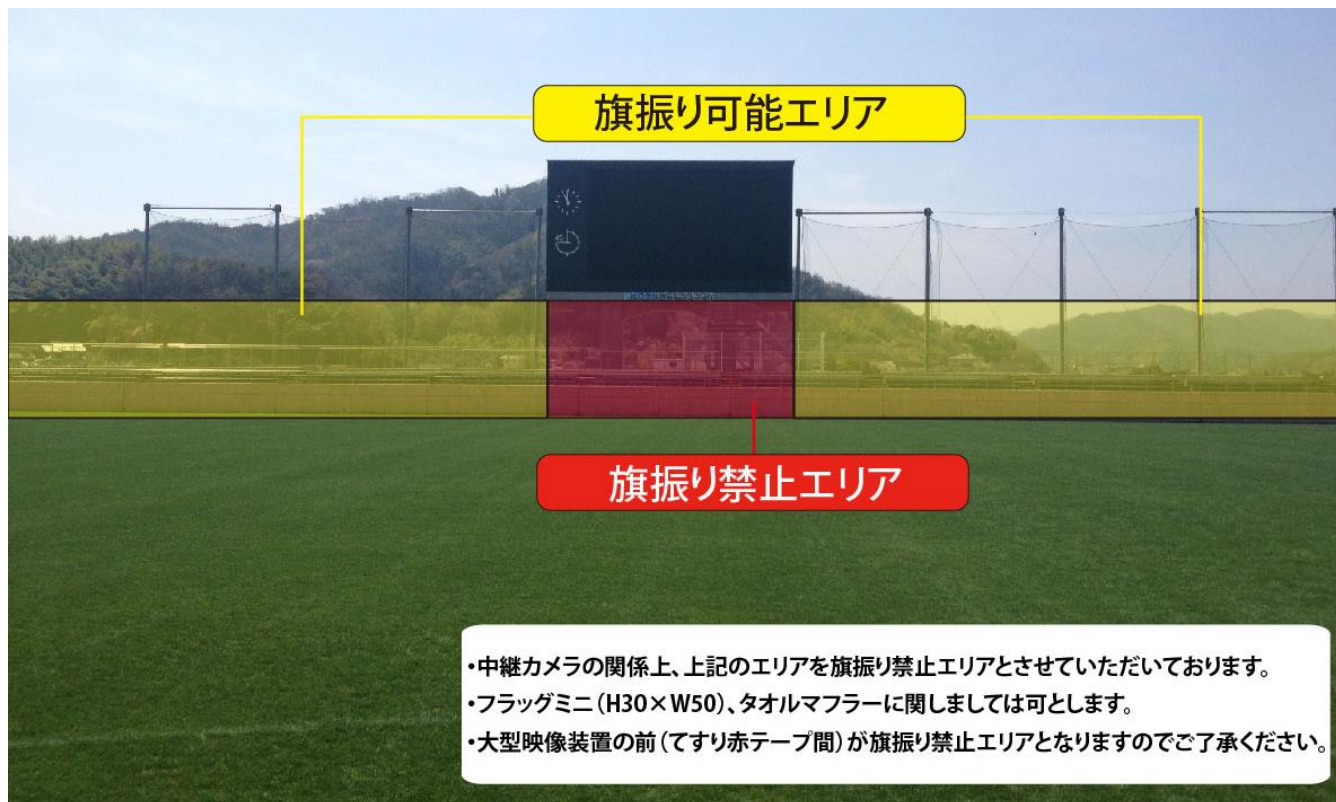 旗振り可能エリア
旗振り禁止エリア
・中継カメラの関係上、上記のエリアを旗振り禁止エリアとさせていただいております。
・フラッグミニ（H30×W50）、タオルマフラーに関しましては可とします。
・大型映像装置の前（てすり赤テープ間）が旗振り禁止エリアとなりますのでご了承ください。